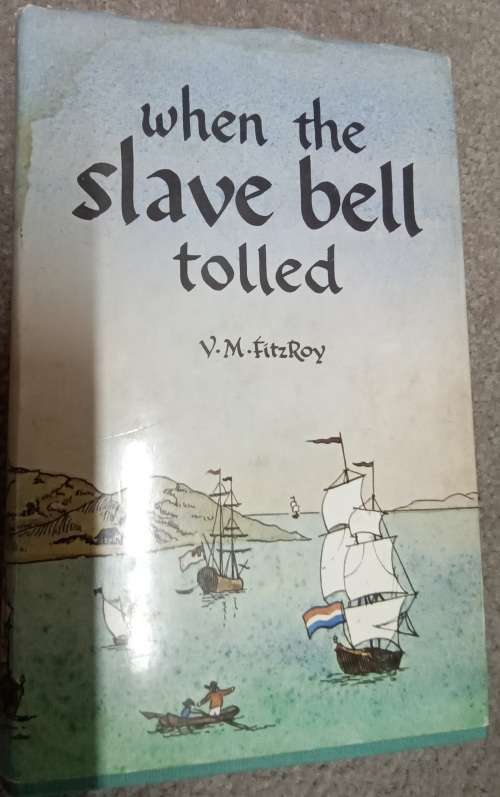 when the
slave bell
tolled
V·M·FitzRoy